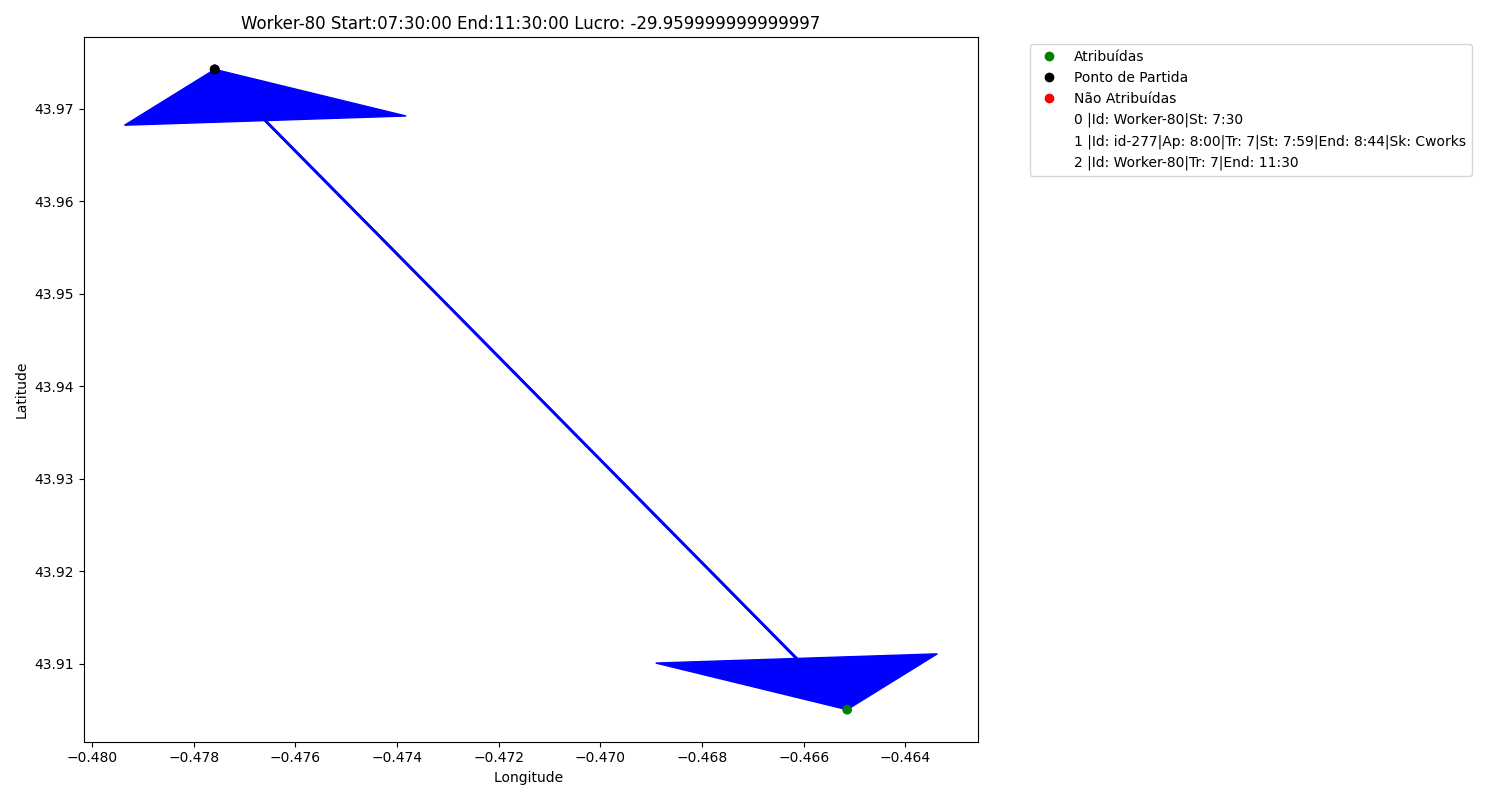 Worker-80 Start:07:30:00 End:11:30:00 Lucro: -29.959999999999997
Atribuídas
Ponto de Partida
Não Atribuídas
0 |Id: Worker-80|St: 7:30
1 |Id: id-277|Ap: 8:00|Tr: 7|St: 7:59|End: 8:44|Sk: Cworks
2 |Id: Worker-80|Tr: 7|End: 11:30
43.97
43.96
43.95
43.94
43.93
43.92
43.91
Latitude
−0.480 −0.478 −0.476 −0.474 −0.472 −0.470 −0.468 −0.466 −0.464
Longitude